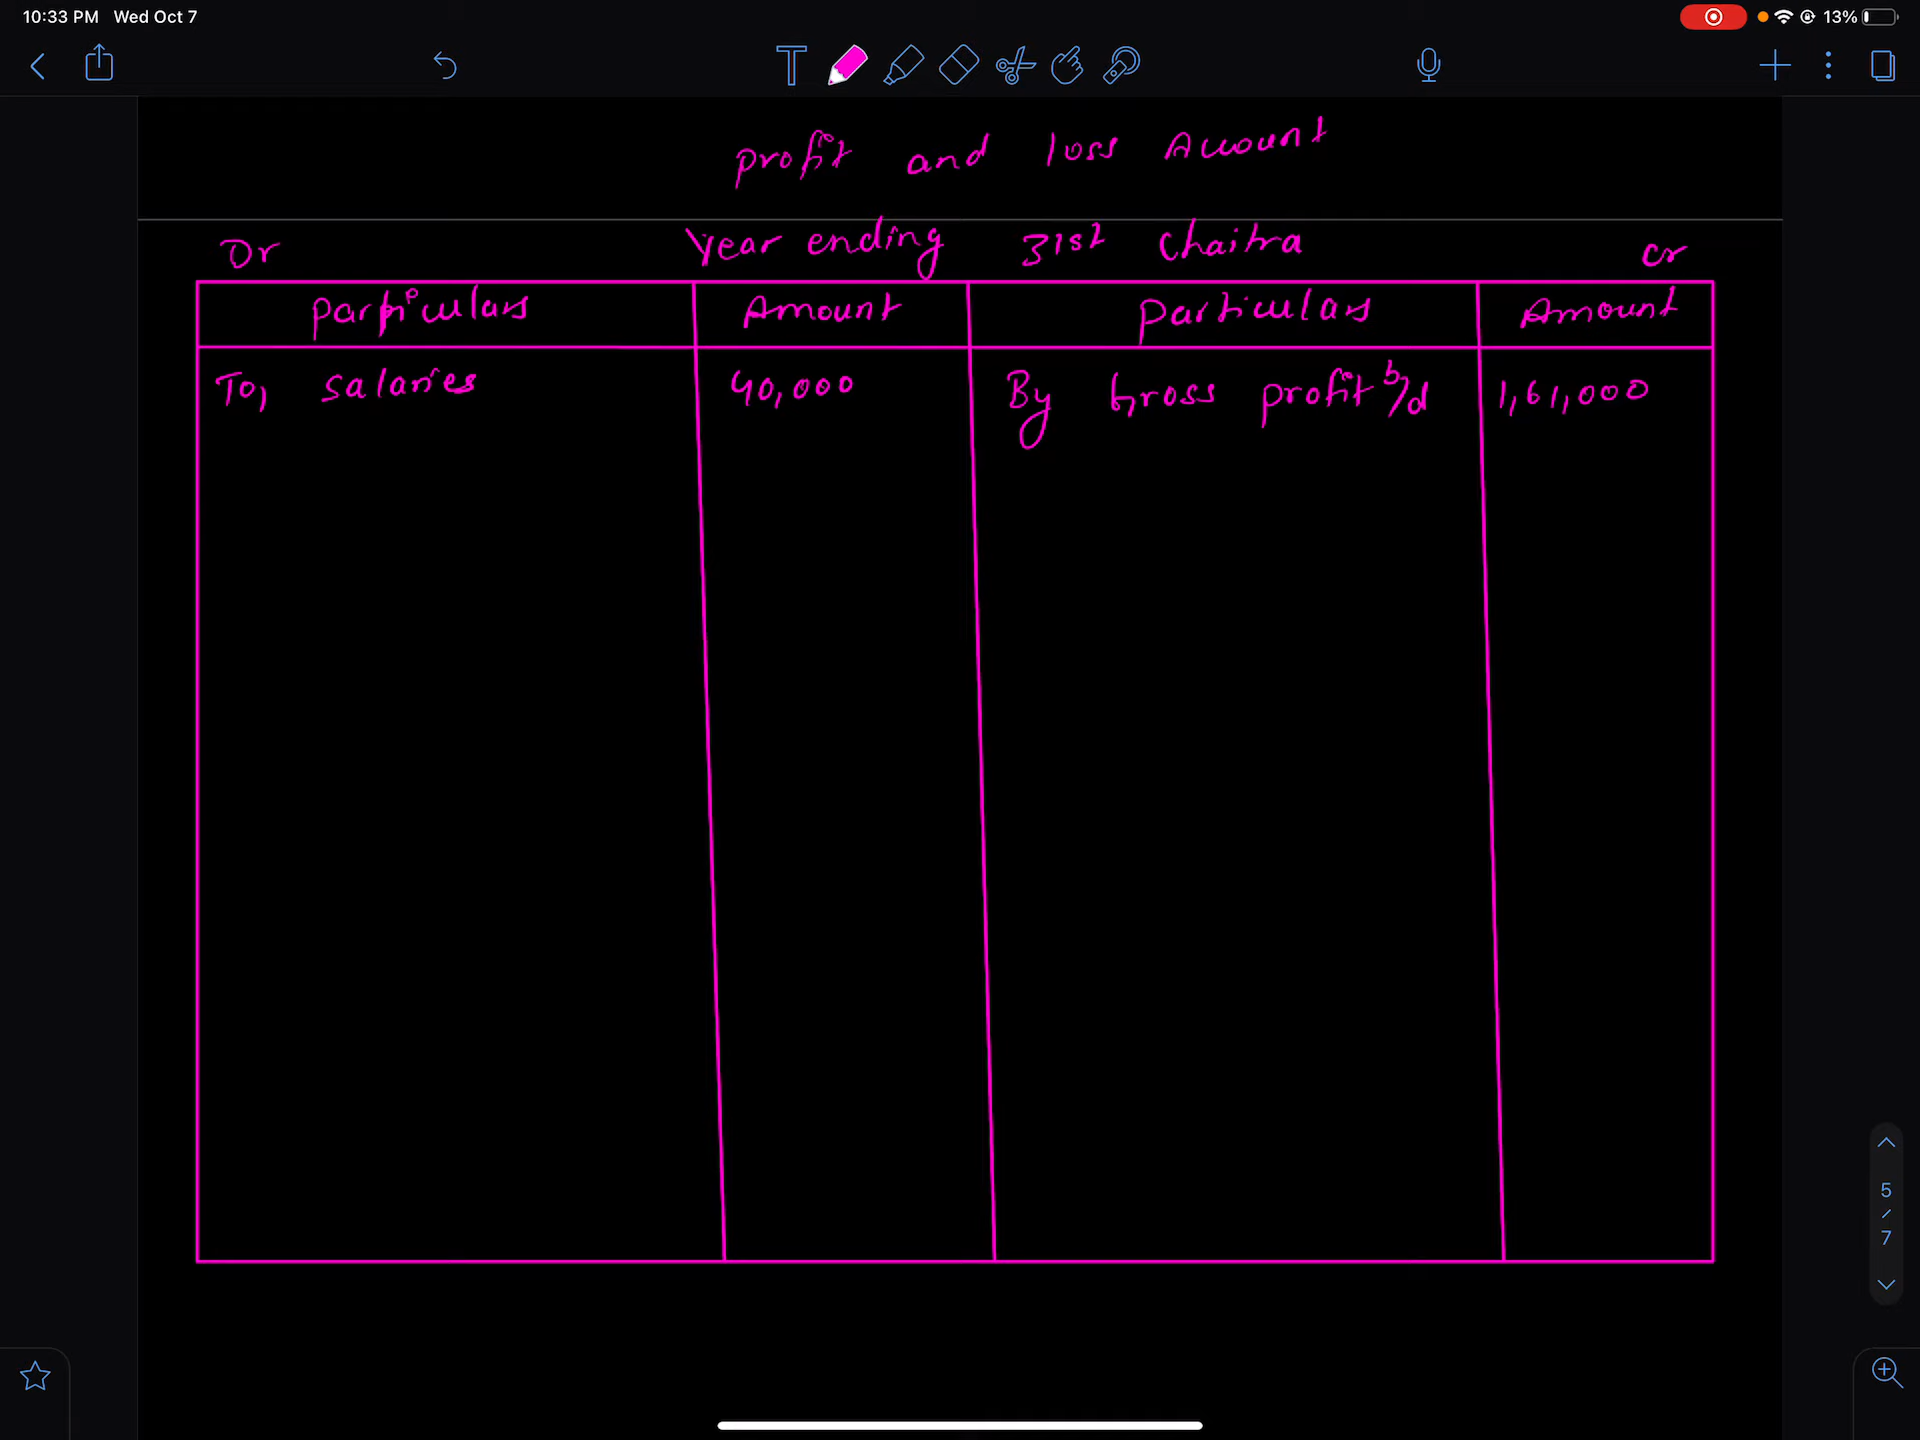 10:33 PM Wed Oct 7 13%
T
profit and loss Account
Dr Year ending 31st Chaitra cr
Particulars Amount Particulars Amount
To, salaries 40,000 By Gross profit b/d 1,61,000
5
/
7